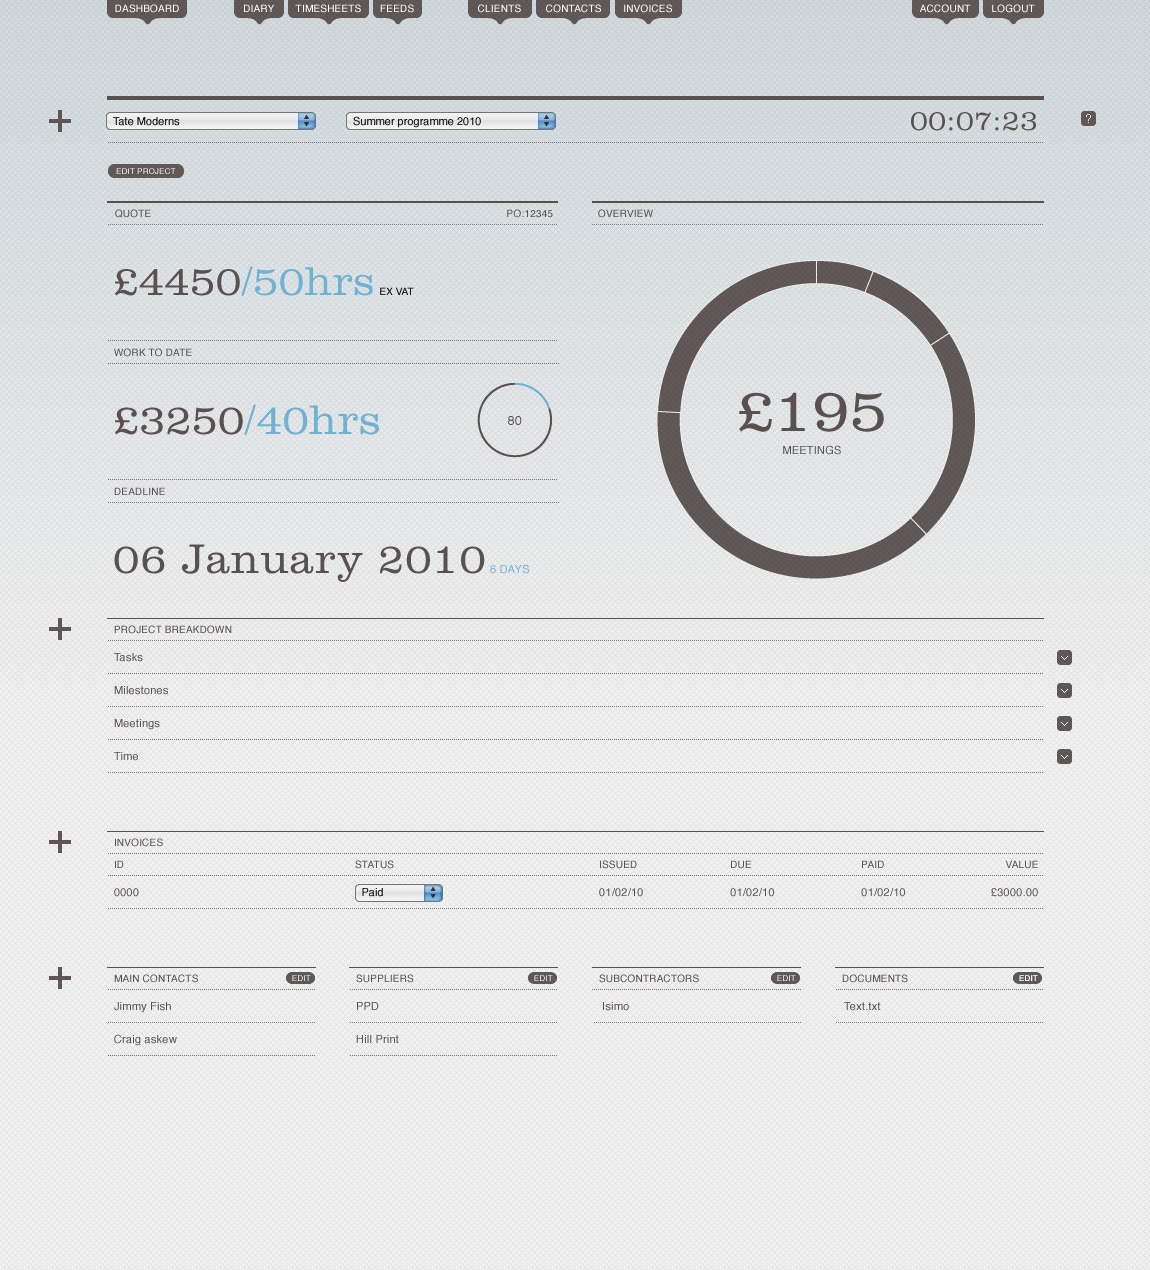 DASHBOARD DIARY TIMESHEETS FEEDS CLIENTS CONTACTS INVOICES ACCOUNT LOGOUT
Tate Moderns Summer programme 2010 00:07:23 ?
EDIT PROJECT
QUOTE PO:12345 OVERVIEW
£4450/50hrs EX VAT
WORK TO DATE
£3250/40hrs 80
£195
MEETINGS
DEADLINE
06 January 2010 6 DAYS
PROJECT BREAKDOWN
Tasks
Milestones
Meetings
Time
INVOICES
ID STATUS ISSUED DUE PAID VALUE
0000 Paid 01/02/10 01/02/10 01/02/10 £3000.00
MAIN CONTACTS EDIT SUPPLIERS EDIT SUBCONTRACTORS EDIT DOCUMENTS EDIT
Jimmy Fish PPD Isimo Text.txt
Craig askew Hill Print